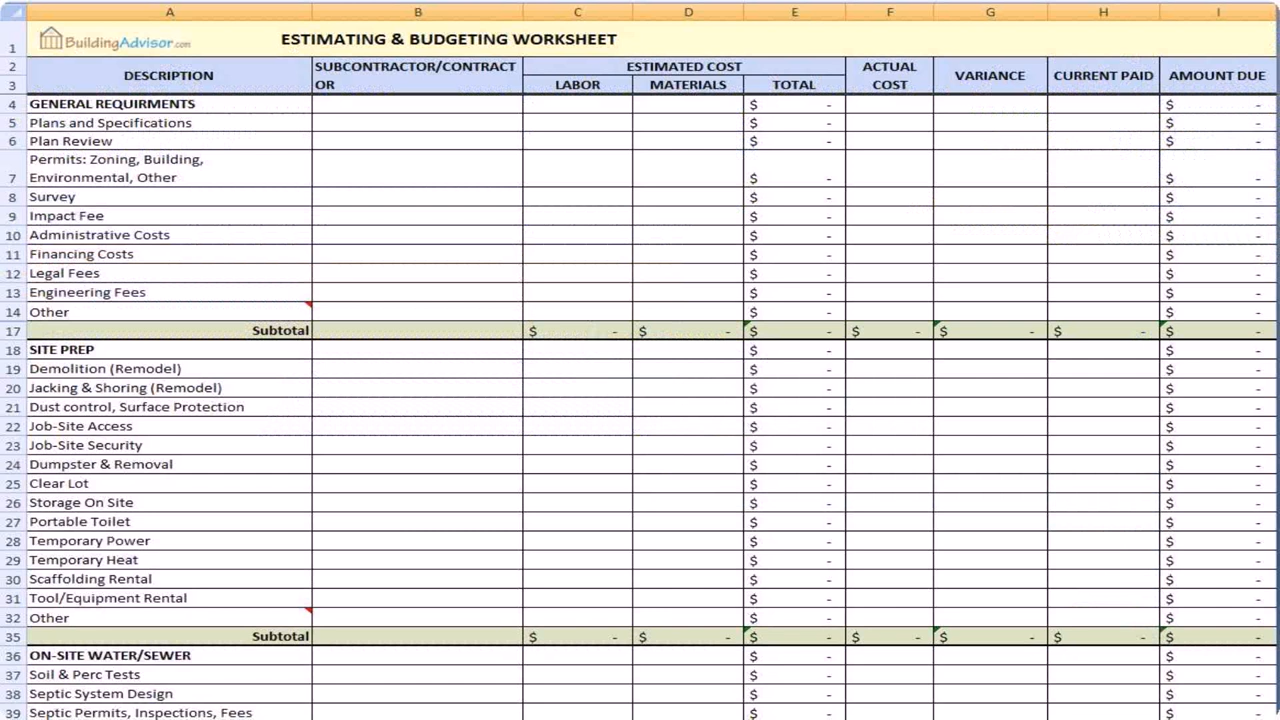 A B C D E F G H I
1 BuildingAdvisor.com ESTIMATING & BUDGETING WORKSHEET
2 DESCRIPTION SUBCONTRACTOR/CONTRACT ESTIMATED COST ACTUAL VARIANCE CURRENT PAID AMOUNT DUE
3 OR LABOR MATERIALS TOTAL COST
4 GENERAL REQUIRMENTS $ - $ -
5 Plans and Specifications $ - $ -
6 Plan Review $ - $ -
Permits: Zoning, Building,
7 Environmental, Other $ - $ -
8 Survey $ - $ -
9 Impact Fee $ - $ -
10 Administrative Costs $ - $ -
11 Financing Costs $ - $ -
12 Legal Fees $ - $ -
13 Engineering Fees $ - $ -
14 Other $ - $ -
17 Subtotal $ - $ - $ - $ - $ - $ - $ -
18 SITE PREP $ - $ -
19 Demolition (Remodel) $ - $ -
20 Jacking & Shoring (Remodel) $ - $ -
21 Dust control, Surface Protection $ - $ -
22 Job-Site Access $ - $ -
23 Job-Site Security $ - $ -
24 Dumpster & Removal $ - $ -
25 Clear Lot $ - $ -
26 Storage On Site $ - $ -
27 Portable Toilet $ - $ -
28 Temporary Power $ - $ -
29 Temporary Heat $ - $ -
30 Scaffolding Rental $ - $ -
31 Tool/Equipment Rental $ - $ -
32 Other $ - $ -
35 Subtotal $ - $ - $ - $ - $ - $ - $ -
36 ON-SITE WATER/SEWER $ - $ -
37 Soil & Perc Tests $ - $ -
38 Septic System Design $ - $ -
39 Septic Permits, Inspections, Fees $ - $ -